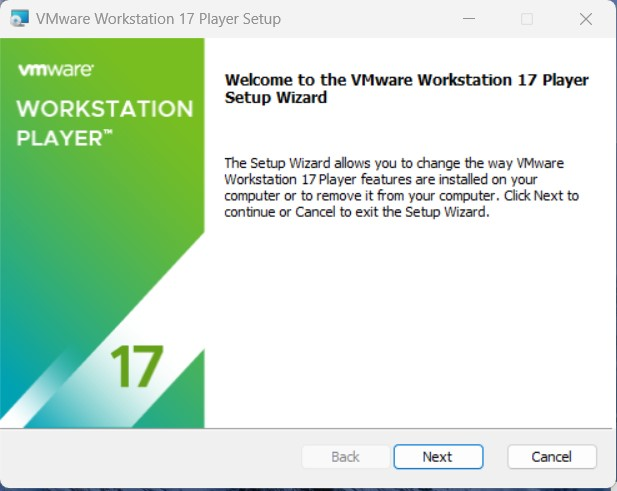 VMware Workstation 17 Player Setup
vmware®
WORKSTATION
PLAYER™
17
Welcome to the VMware Workstation 17 Player
Setup Wizard
The Setup Wizard allows you to change the way VMware
Workstation 17 Player features are installed on your
computer or to remove it from your computer. Click Next to
continue or Cancel to exit the Setup Wizard.
Back
Next
Cancel